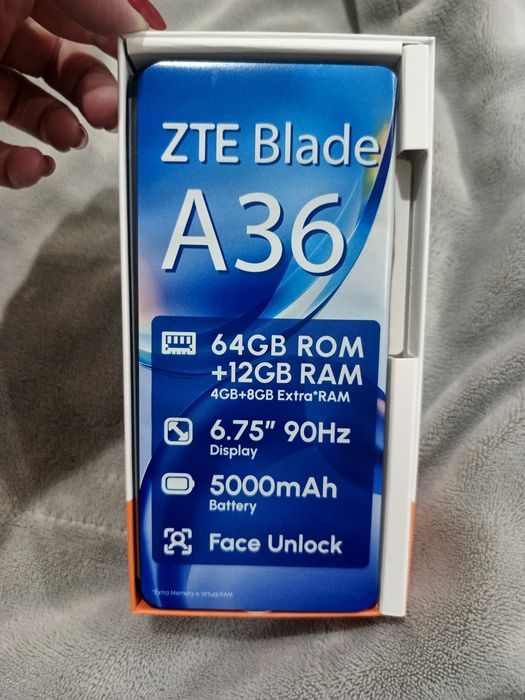 ZTE Blade
A36
64GB ROM
+12GB RAM
4GB+8GB Extra*RAM
6.75” 90Hz
Display
5000mAh
Battery
Face Unlock
*Extra Memory is Virtual RAM